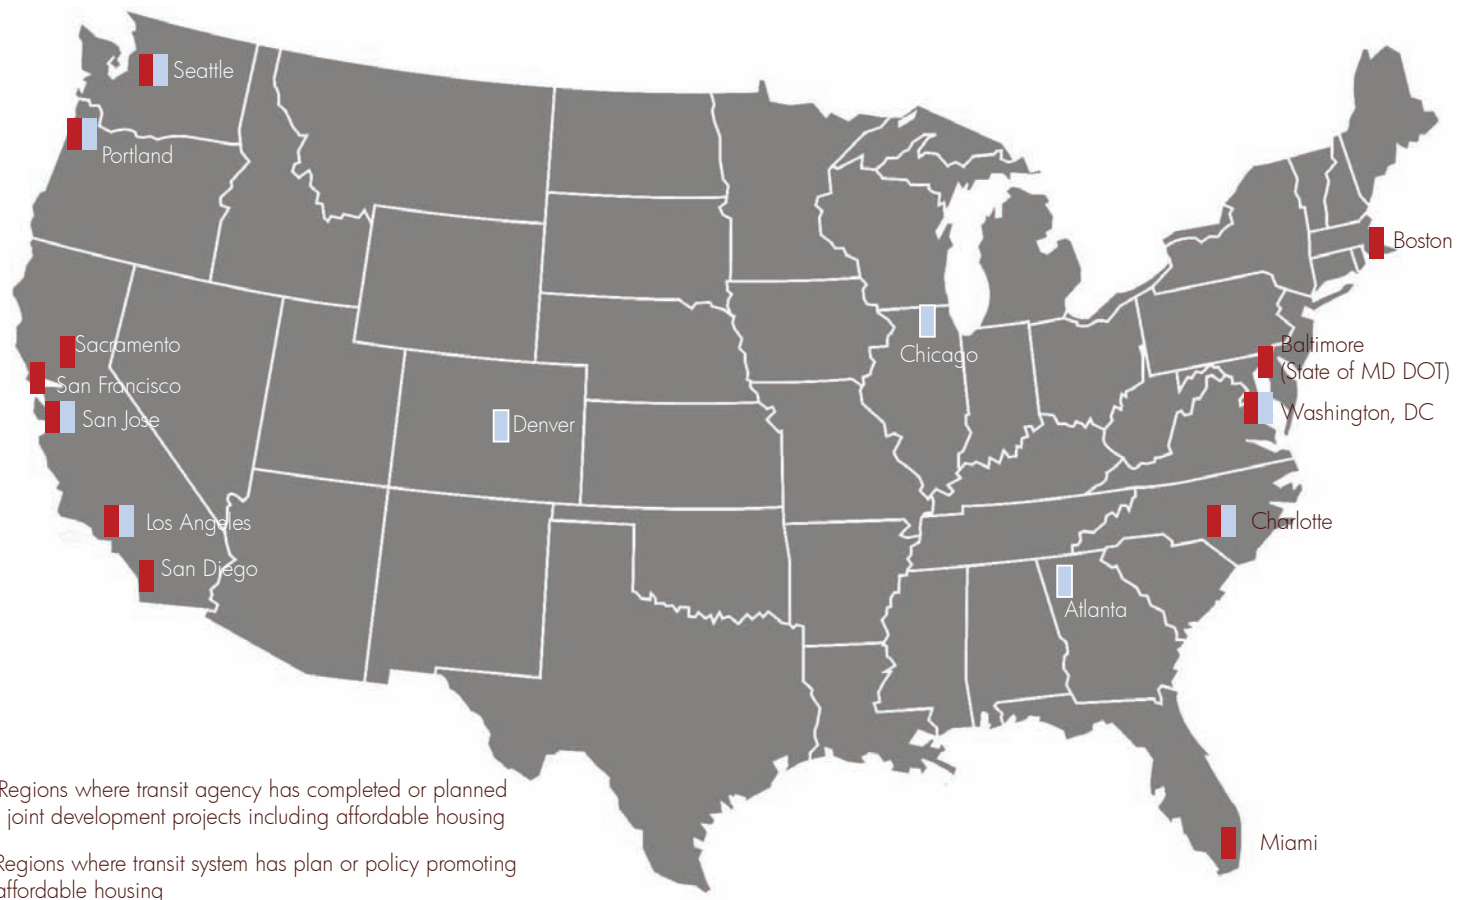 Seattle
Portland
Boston
Sacramento
San Francisco
San Jose
Chicago
Baltimore
(State of MD DOT)
Washington, DC
Denver
Los Angeles
San Diego
Charlotte
Atlanta
Regions where transit agency has completed or planned
joint development projects including affordable housing
Miami
Regions where transit system has plan or policy promoting
affordable housing